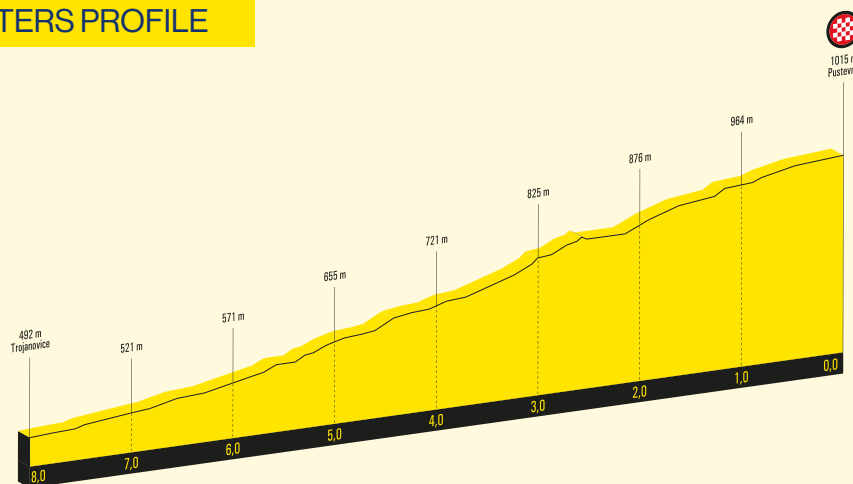 TERS PROFILE
1015 m
Pustevn
964 m
876 m
825 m
721 m
655 m
571 m
521 m
492 m
Trojanovice
8,0
7,0
6,0
5,0
4,0
3,0
2,0
1,0
0,0